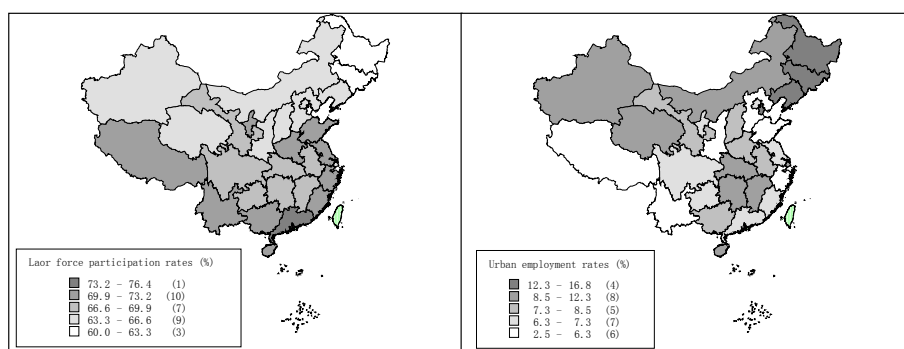 Laor force participation rates (%)
73.2 - 76.4 (1)
69.9 - 73.2 (10)
66.6 - 69.9 (7)
63.3 - 66.6 (9)
60.0 - 63.3 (3)
Urban employment rates (%)
12.3 - 16.8 (4)
8.5 - 12.3 (8)
7.3 - 8.5 (5)
6.3 - 7.3 (7)
2.5 - 6.3 (6)